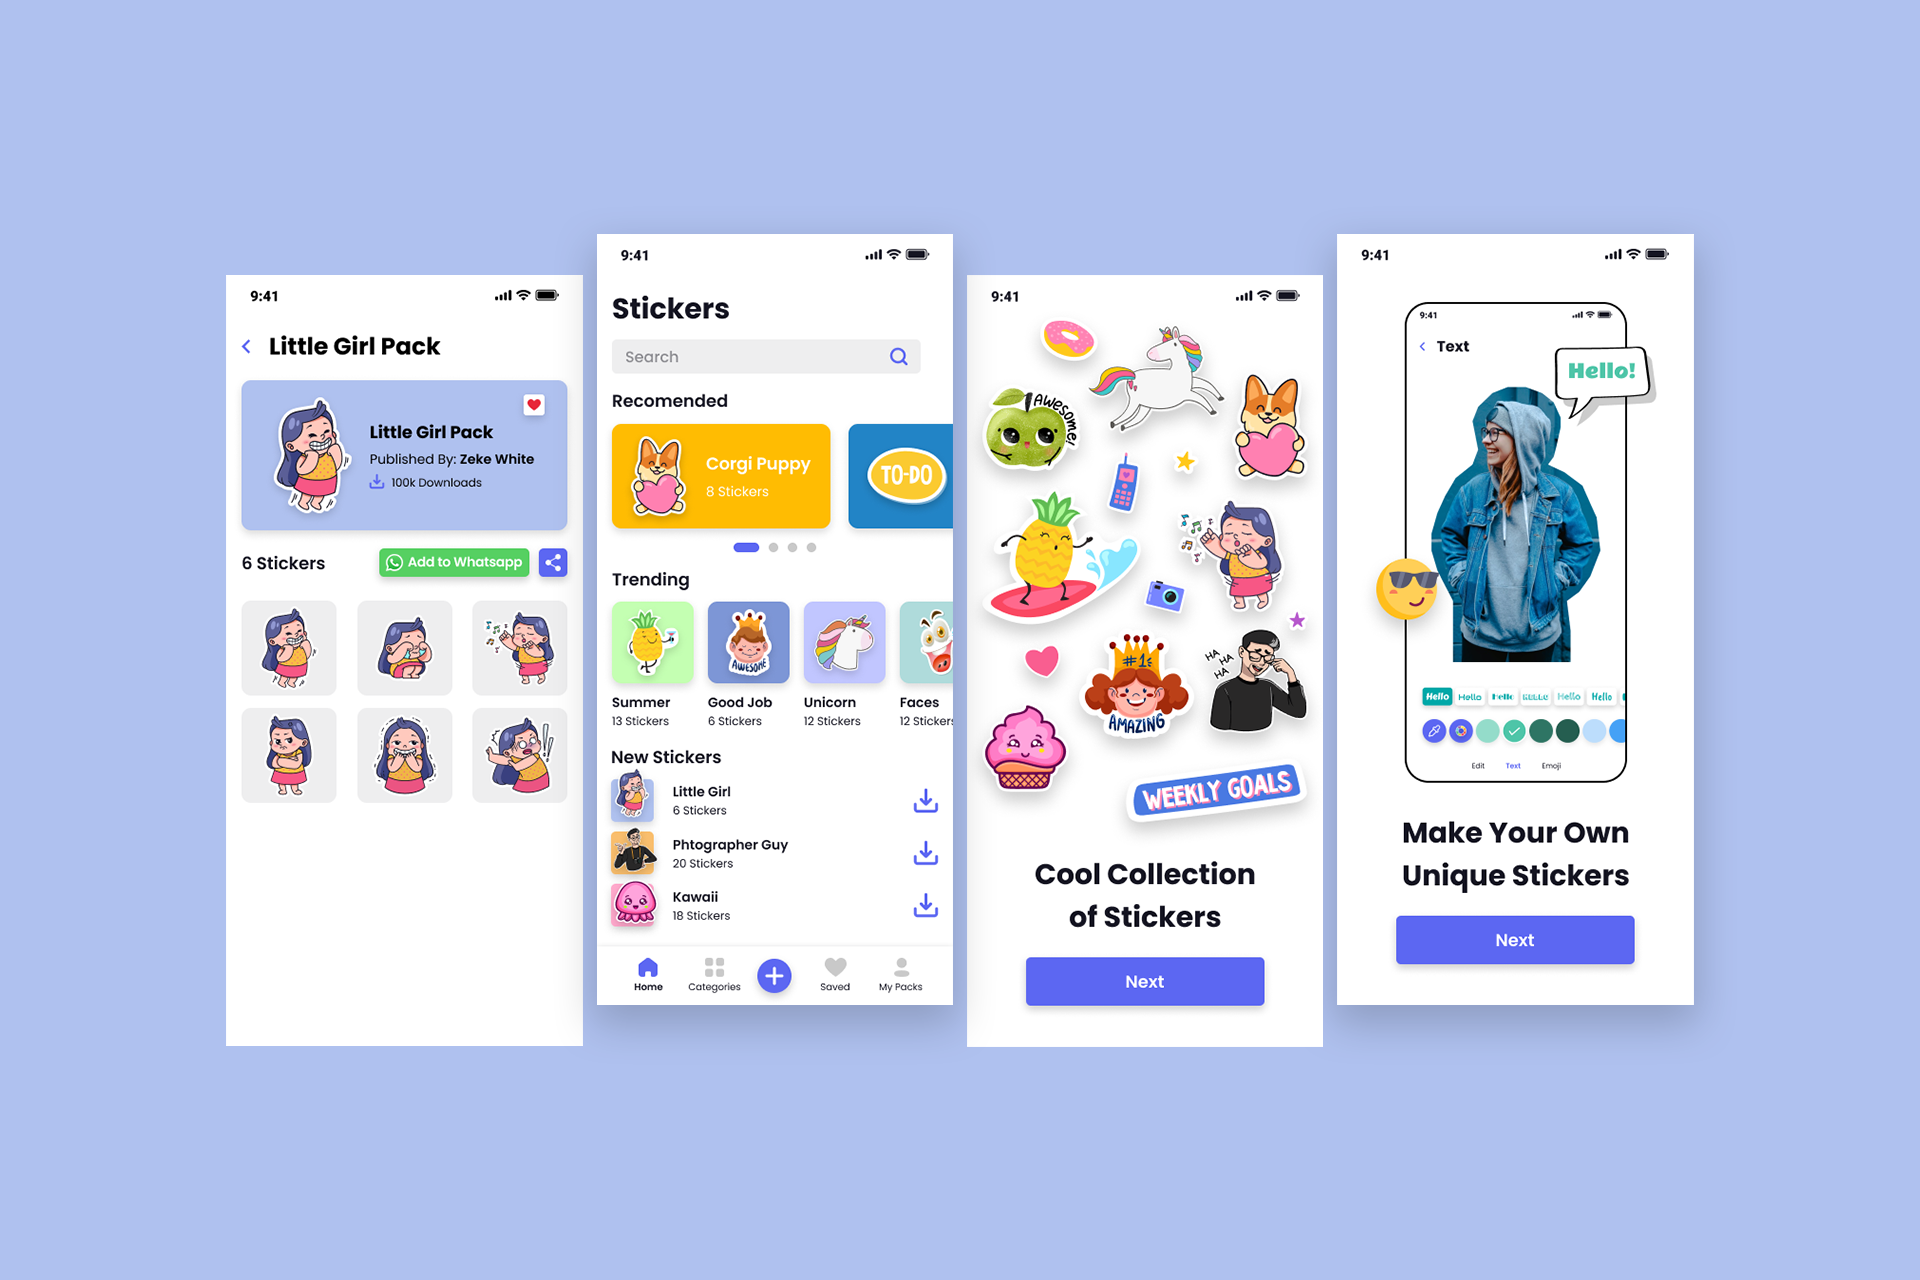 9:41
Little Girl Pack
Little Girl Pack
Published By: Zeke White
100k Downloads
6 Stickers
Add to Whatsapp
9:41
Stickers
Search
Recomended
Corgi Puppy
8 Stickers
TO-DO
Trending
AWESOME
Summer
13 Stickers
Good Job
6 Stickers
Unicorn
12 Stickers
Faces
12 Stickers
New Stickers
Little Girl
6 Stickers
Phtographer Guy
20 Stickers
Kawaii
18 Stickers
Home
Categories
Saved
My Packs
9:41
AWESOME!
#1
AMAZING
HA
HA
HA
WEEKLY GOALS
Cool Collection
of Stickers
Next
9:41
9:41
Text
Hello!
Hello Hello Hello HELLO Hello Hello
Edit Text Emoji
Make Your Own
Unique Stickers
Next